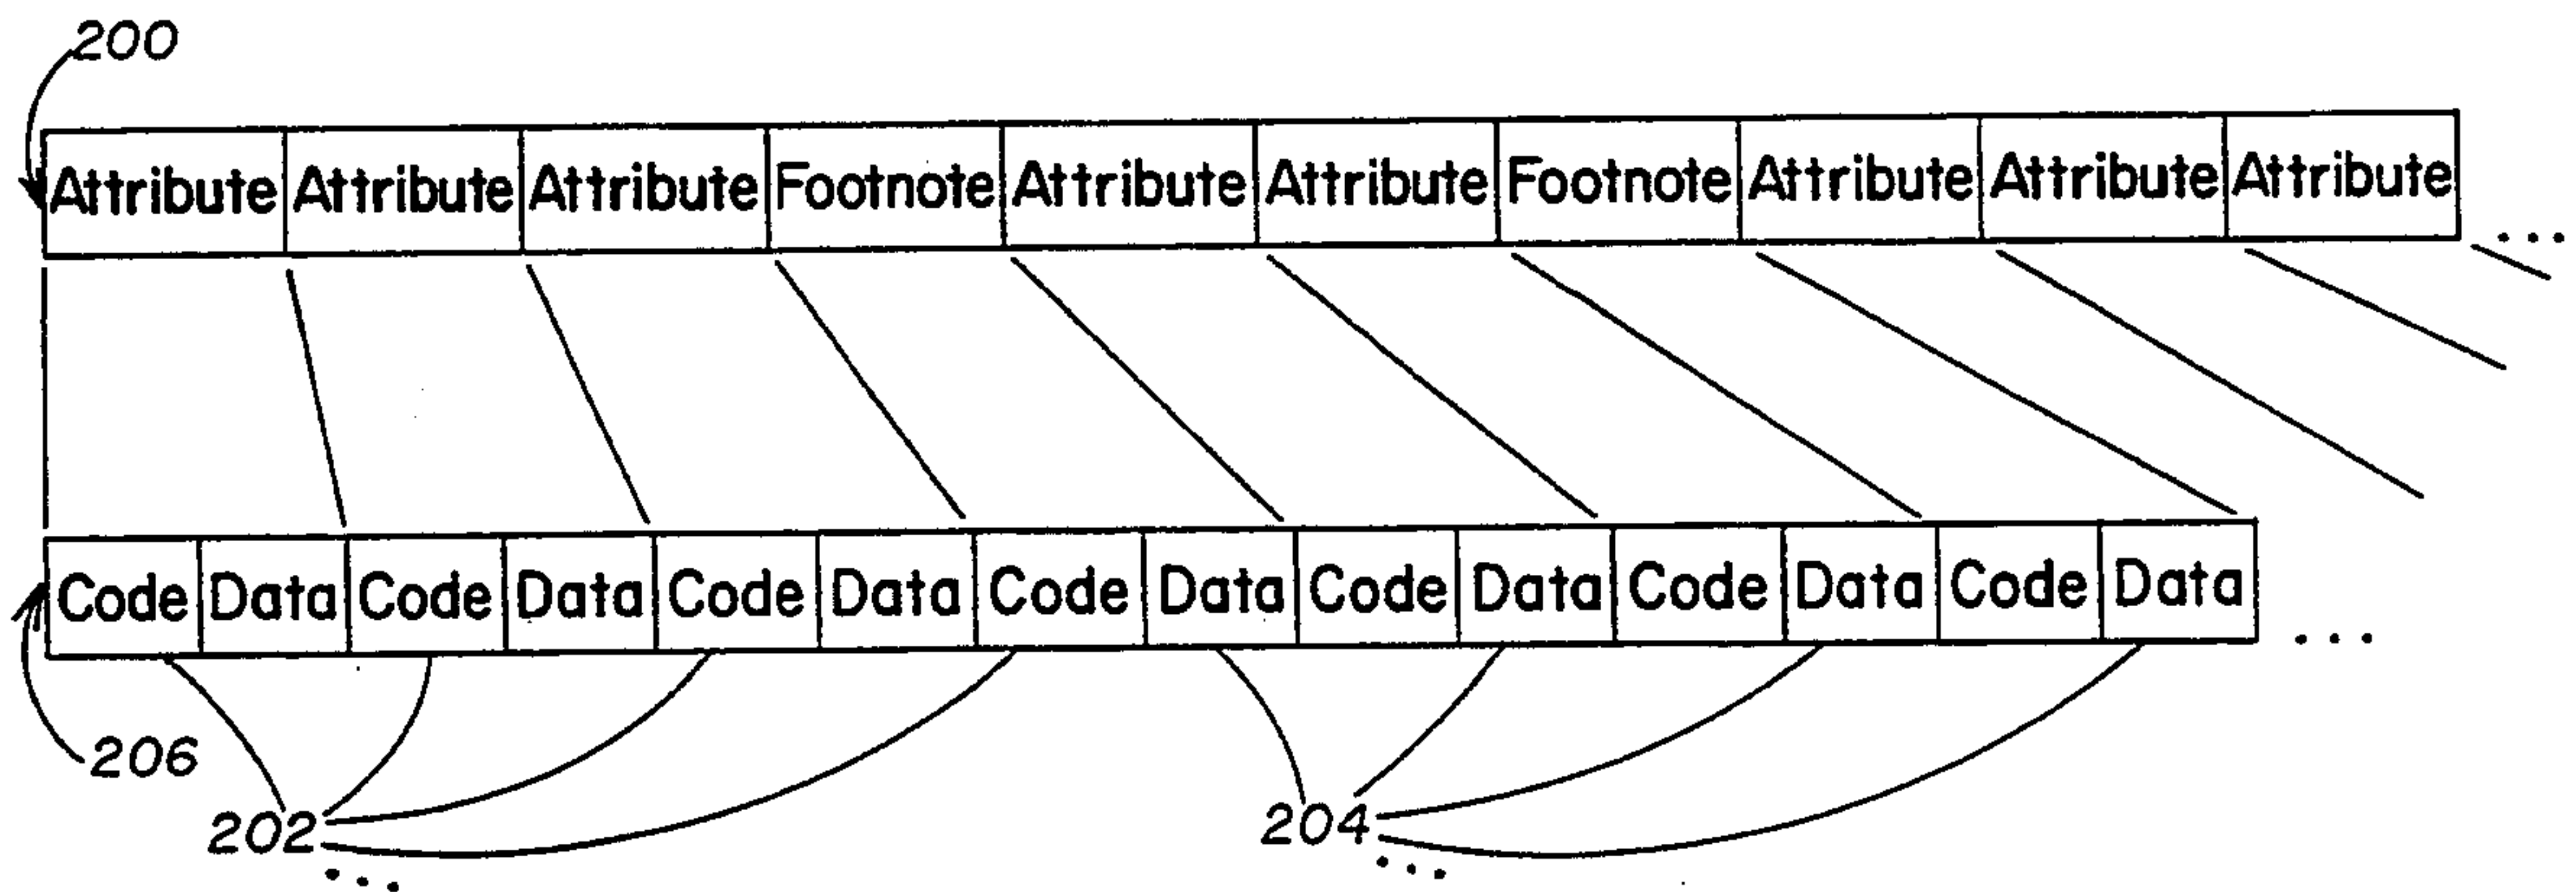 200
Attribute Attribute Attribute Footnote Attribute Attribute Footnote Attribute Attribute Attribute ...
Code Data Code Data Code Data Code Data Code Data Code Data Code Data ...
206
202 204
... ...